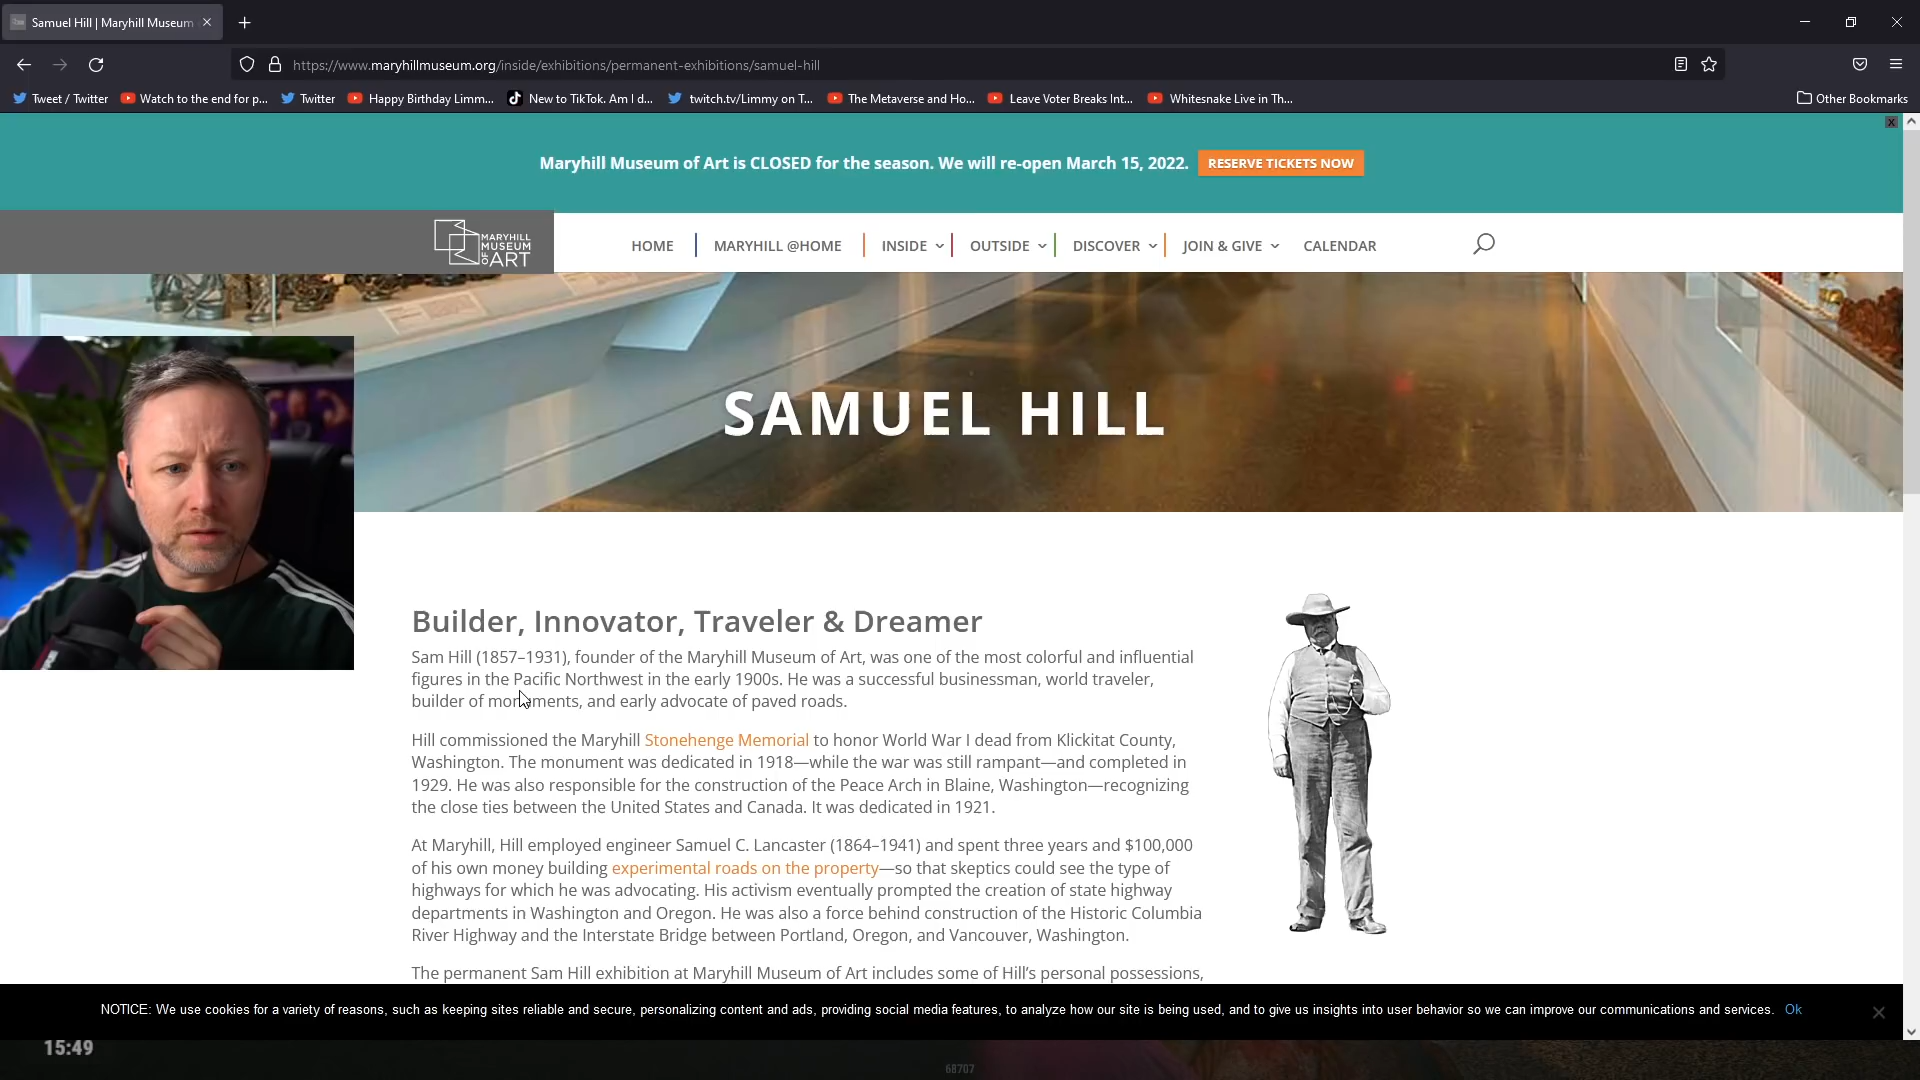 Samuel Hill | Maryhill Museum
https://www.maryhillmuseum.org/inside/exhibitions/permanent-exhibitions/samuel-hill
Tweet / Twitter Watch to the end for p... Twitter Happy Birthday Limm... New to TikTok. Am I d... twitch.tv/Limmy on T... The Metaverse and Ho... Leave Voter Breaks Int... Whitesnake Live in Th... Other Bookmarks
X
Maryhill Museum of Art is CLOSED for the season. We will re-open March 15, 2022. RESERVE TICKETS NOW
MARYHILL
MUSEUM
OF ART
HOME MARYHILL @HOME INSIDE OUTSIDE DISCOVER JOIN & GIVE CALENDAR
SAMUEL HILL
Builder, Innovator, Traveler & Dreamer
Sam Hill (1857–1931), founder of the Maryhill Museum of Art, was one of the most colorful and influential
figures in the Pacific Northwest in the early 1900s. He was a successful businessman, world traveler,
builder of monuments, and early advocate of paved roads.
Hill commissioned the Maryhill Stonehenge Memorial to honor World War I dead from Klickitat County,
Washington. The monument was dedicated in 1918—while the war was still rampant—and completed in
1929. He was also responsible for the construction of the Peace Arch in Blaine, Washington—recognizing
the close ties between the United States and Canada. It was dedicated in 1921.
At Maryhill, Hill employed engineer Samuel C. Lancaster (1864–1941) and spent three years and $100,000
of his own money building experimental roads on the property—so that skeptics could see the type of
highways for which he was advocating. His activism eventually prompted the creation of state highway
departments in Washington and Oregon. He was also a force behind construction of the Historic Columbia
River Highway and the Interstate Bridge between Portland, Oregon, and Vancouver, Washington.
The permanent Sam Hill exhibition at Maryhill Museum of Art includes some of Hill's personal possessions,
NOTICE: We use cookies for a variety of reasons, such as keeping sites reliable and secure, personalizing content and ads, providing social media features, to analyze how our site is being used, and to give us insights into user behavior so we can improve our communications and services. Ok
15:49
68707